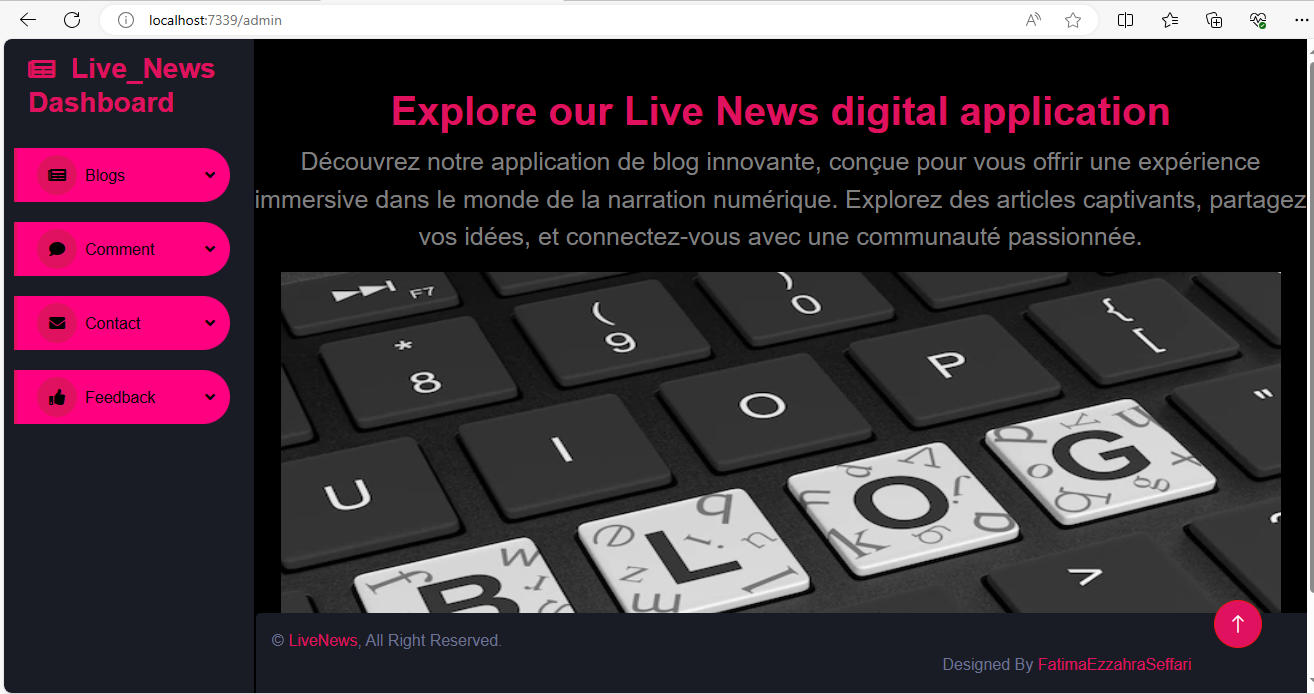 localhost:7339/admin
Live_News
Dashboard
Blogs
Comment
Contact
Feedback
Explore our Live News digital application
Découvrez notre application de blog innovante, conçue pour vous offrir une expérience
immersive dans le monde de la narration numérique. Explorez des articles captivants, partagez
vos idées, et connectez-vous avec une communauté passionnée.
F7
* 8
( 9
) 0
U
I
O
P
{ [
B L O G
© LiveNews, All Right Reserved.
Designed By FatimaEzzahraSeffari